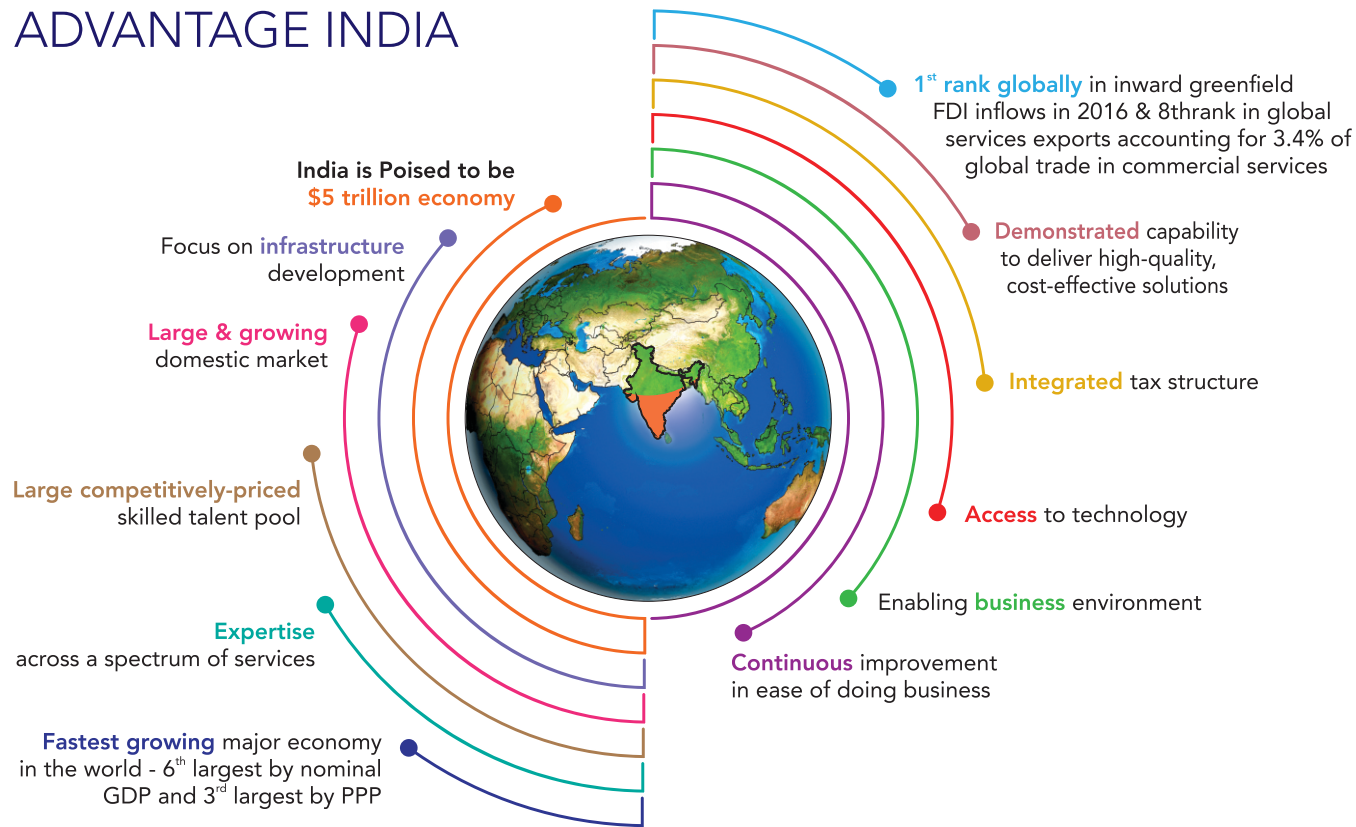 ADVANTAGE INDIA
1st rank globally in inward greenfield
FDI inflows in 2016 & 8thrank in global
services exports accounting for 3.4% of
global trade in commercial services
Demonstrated capability
to deliver high-quality,
cost-effective solutions
Integrated tax structure
Access to technology
Enabling business environment
Continuous improvement
in ease of doing business
India is Poised to be
$5 trillion economy
Focus on infrastructure
development
Large & growing
domestic market
Large competitively-priced
skilled talent pool
Expertise
across a spectrum of services
Fastest growing major economy
in the world - 6th largest by nominal
GDP and 3rd largest by PPP